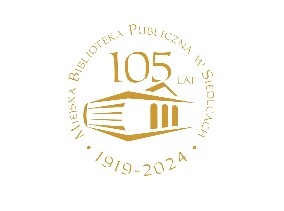 MIEJSKA BIBLIOTEKA PUBLICZNA W SIEDLCACH
105 LAT
• 1919-2024 •